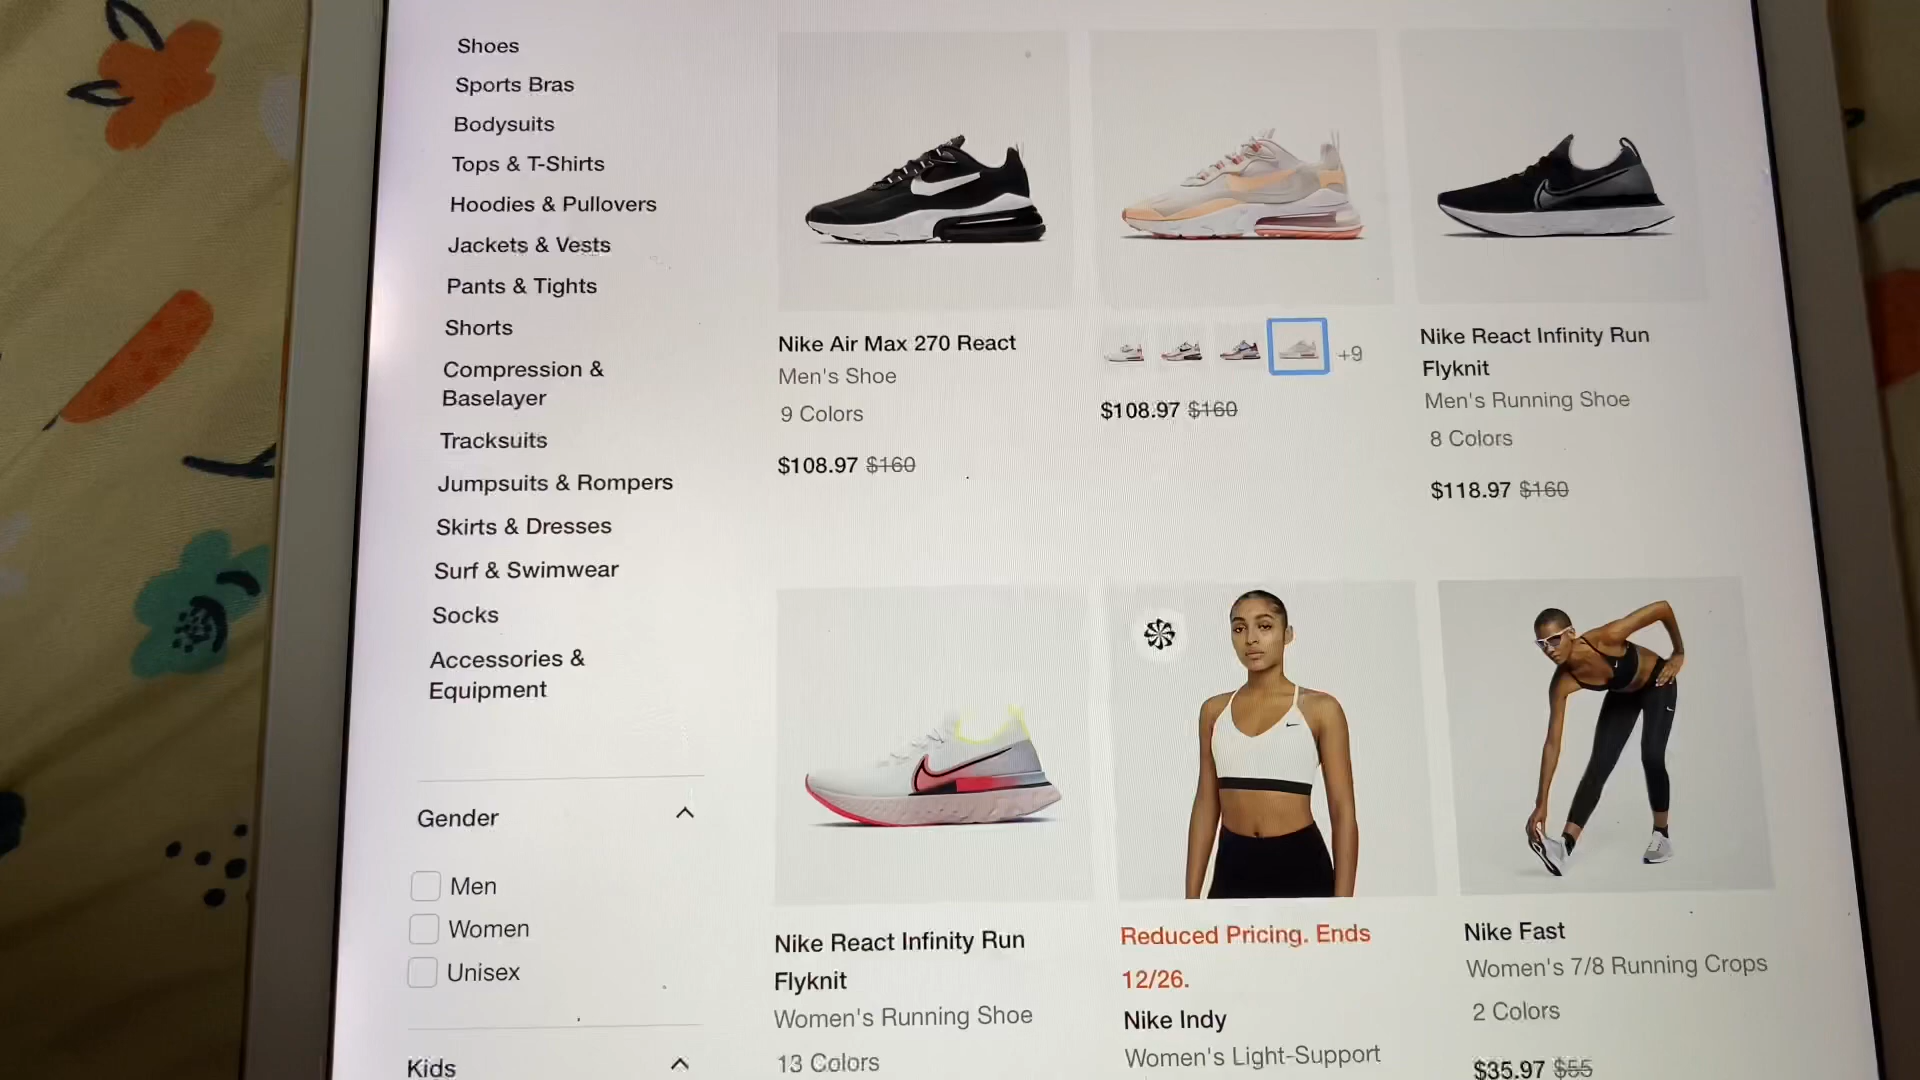 Shoes
Sports Bras
Bodysuits
Tops & T-Shirts
Hoodies & Pullovers
Jackets & Vests
Pants & Tights
Shorts
Compression &
Baselayer
Tracksuits
Jumpsuits & Rompers
Skirts & Dresses
Surf & Swimwear
Socks
Accessories &
Equipment
Gender
Men
Women
Unisex
Kids
Nike Air Max 270 React
Men's Shoe
9 Colors
$108.97 $160
+9
$108.97 $160
Nike React Infinity Run
Flyknit
Men's Running Shoe
8 Colors
$118.97 $160
Nike React Infinity Run
Flyknit
Women's Running Shoe
13 Colors
Reduced Pricing. Ends
12/26.
Nike Indy
Women's Light-Support
Nike Fast
Women's 7/8 Running Crops
2 Colors
$35.97 $55